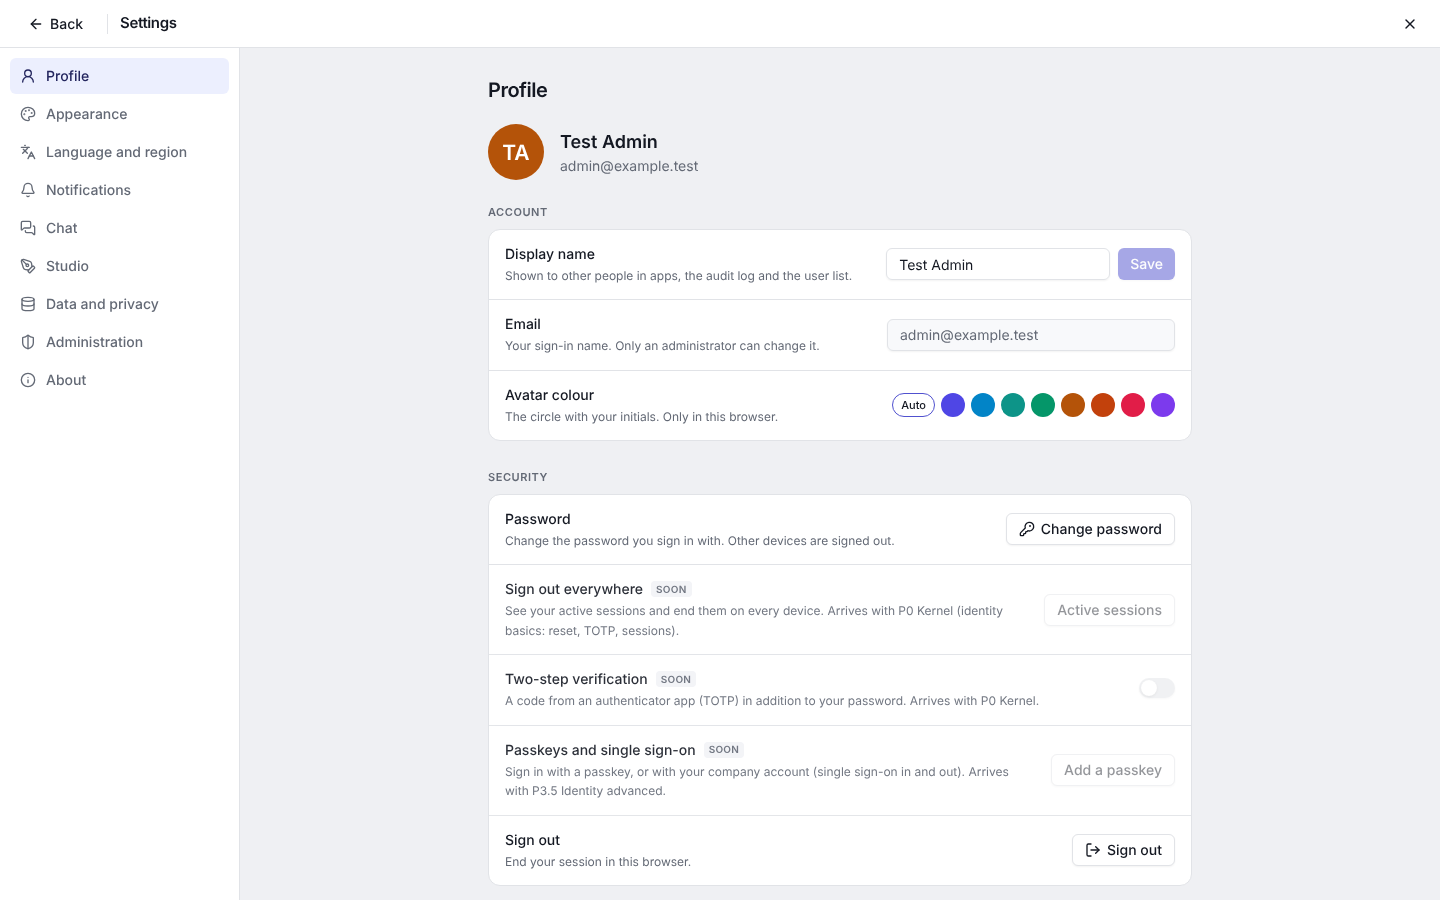 Back
Settings
Profile
Appearance
Language and region
Notifications
Chat
Studio
Data and privacy
Administration
About
Profile
TA
Test Admin
admin@example.test
ACCOUNT
Display name
Shown to other people in apps, the audit log and the user list.
Test Admin
Save
Email
Your sign-in name. Only an administrator can change it.
admin@example.test
Avatar colour
The circle with your initials. Only in this browser.
Auto
SECURITY
Password
Change the password you sign in with. Other devices are signed out.
Change password
Sign out everywhere SOON
See your active sessions and end them on every device. Arrives with P0 Kernel (identity
basics: reset, TOTP, sessions).
Active sessions
Two-step verification SOON
A code from an authenticator app (TOTP) in addition to your password. Arrives with P0 Kernel.
Passkeys and single sign-on SOON
Sign in with a passkey, or with your company account (single sign-on in and out). Arrives
with P3.5 Identity advanced.
Add a passkey
Sign out
End your session in this browser.
Sign out